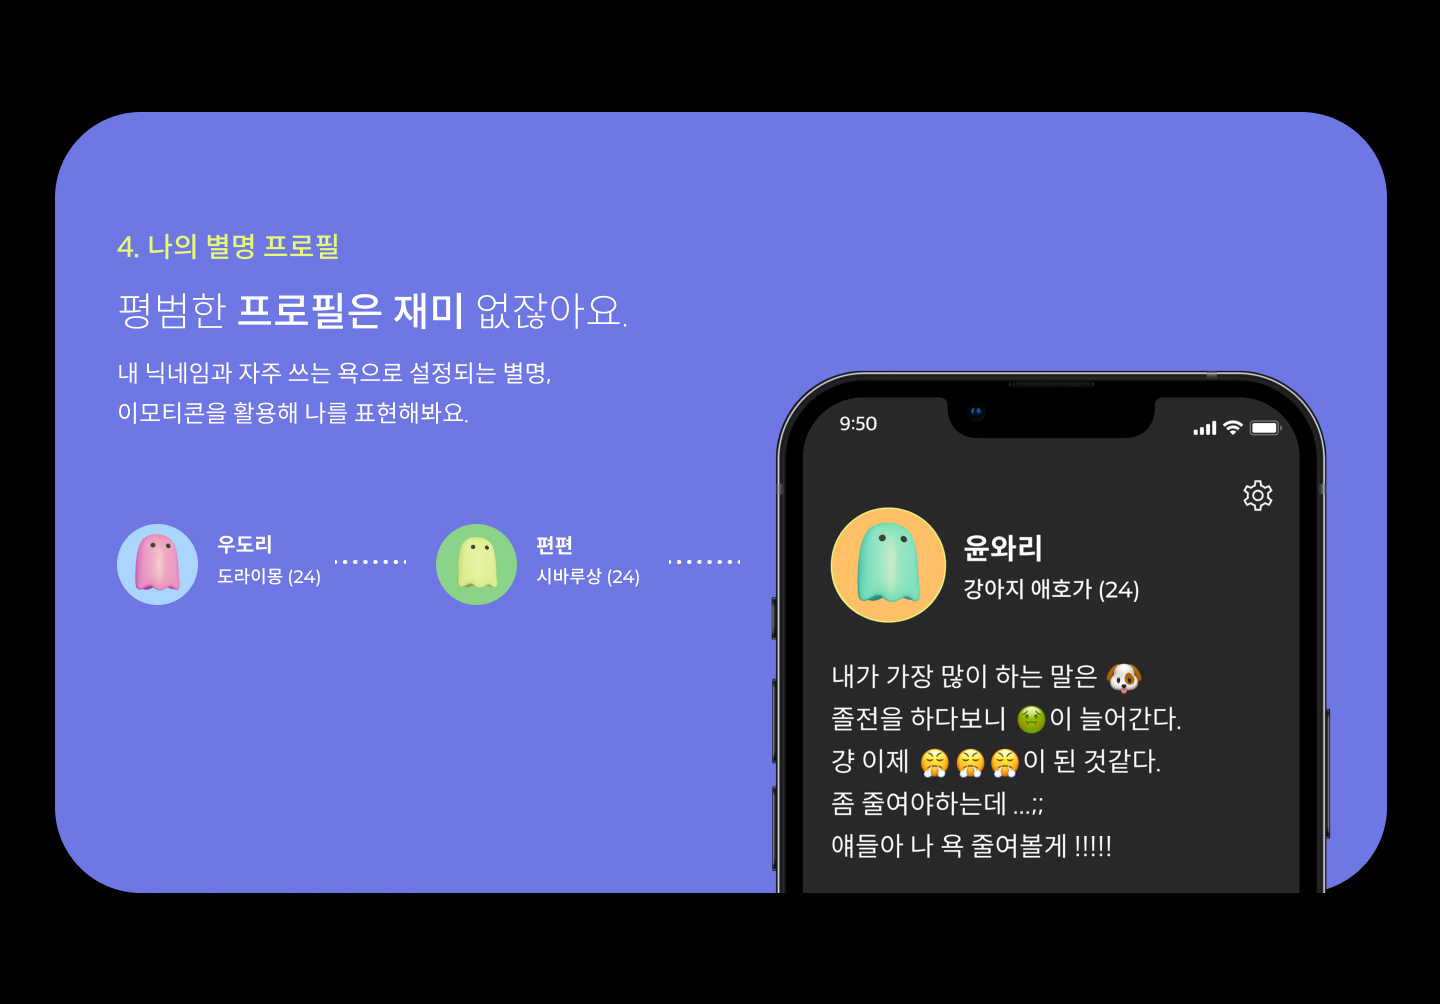 4. 나의 별명 프로필
평범한 프로필은 재미 없잖아요.
내 닉네임과 자주 쓰는 욕으로 설정되는 별명,
이모티콘을 활용해 나를 표현해봐요.
우도리
도라이몽 (24)
편편
시바루상 (24)
9:50
윤와리
강아지 애호가 (24)
내가 가장 많이 하는 말은 🐶
졸전을 하다보니 🤢이 늘어간다.
걍 이제 😤😤😤이 된 것같다.
좀 줄여야하는데 ...;;
얘들아 나 욕 줄여볼게 !!!!!